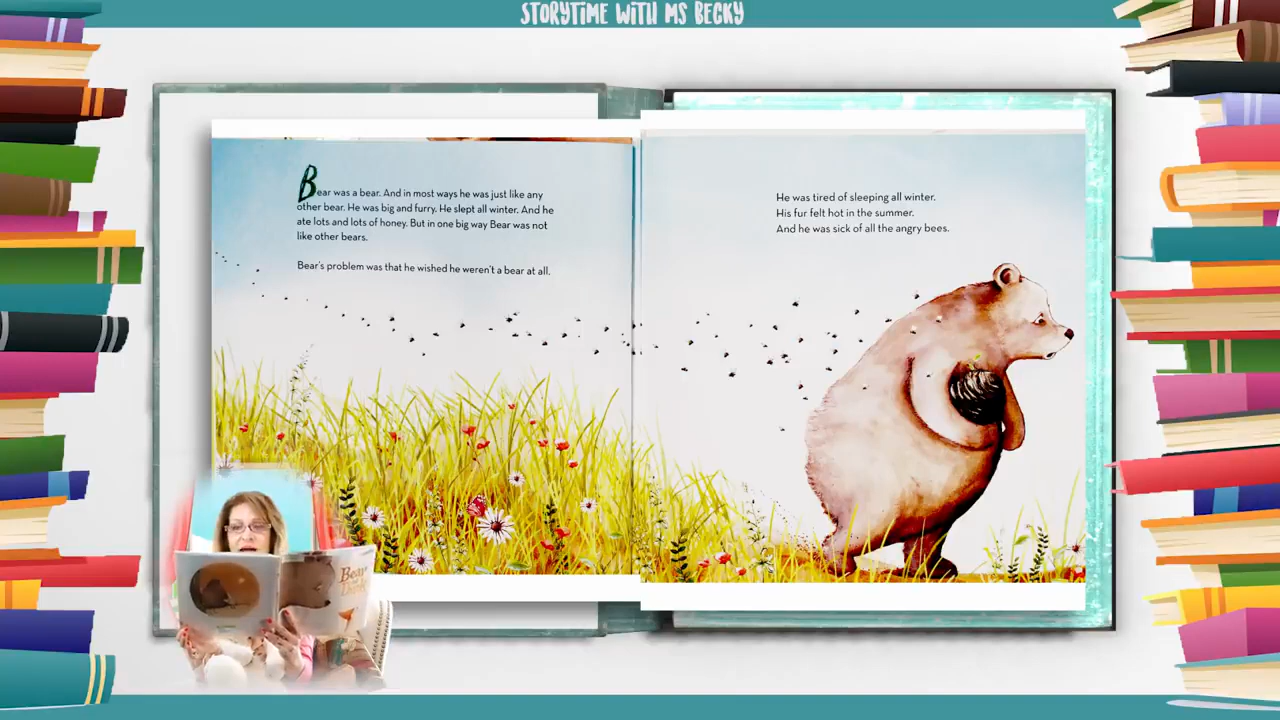 STORYTIME WITH MS BECKY
Bear was a bear. And in most ways he was just like any
other bear. He was big and furry. He slept all winter. And he
ate lots and lots of honey. But in one big way Bear was not
like other bears.
Bear's problem was that he wished he weren't a bear at all.
He was tired of sleeping all winter.
His fur felt hot in the summer.
And he was sick of all the angry bees.
Bear